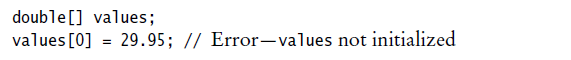 double[] values;
values[0] = 29.95; // Error—values not initialized